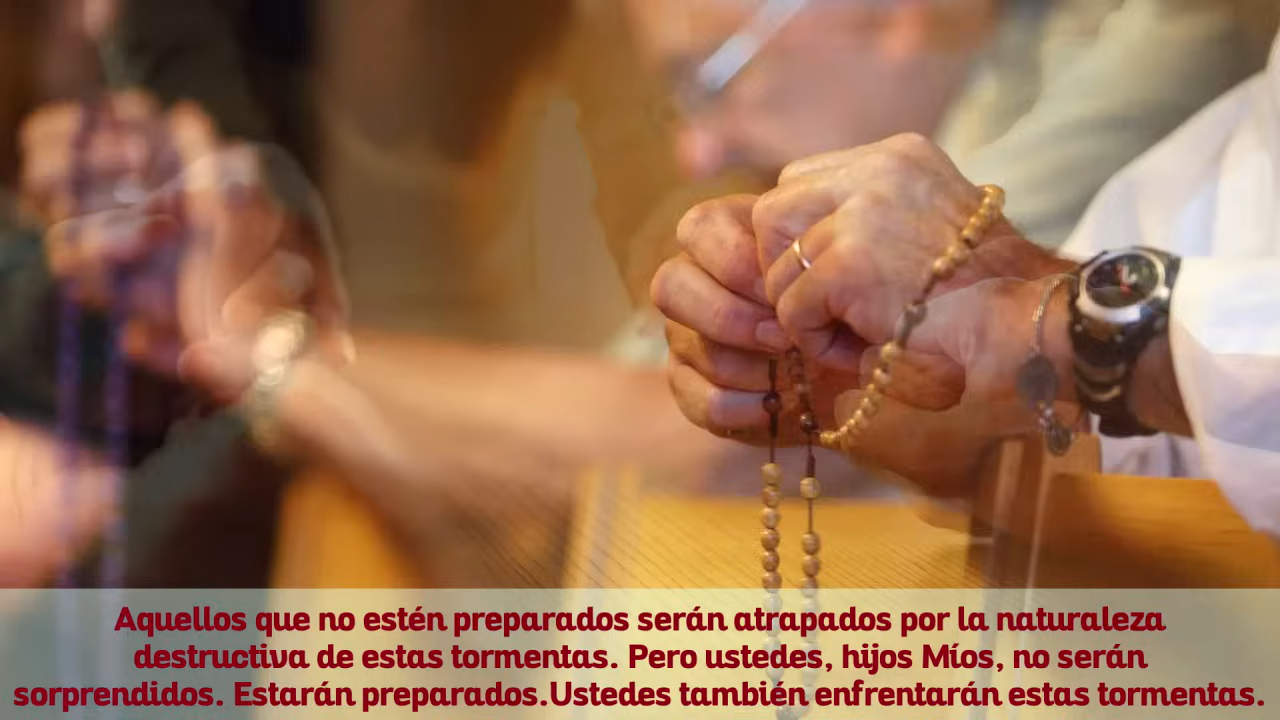 Aquellos que no estén preparados serán atrapados por la naturaleza
destructiva de estas tormentas. Pero ustedes, hijos Míos, no serán
sorprendidos. Estarán preparados.Ustedes también enfrentarán estas tormentas.